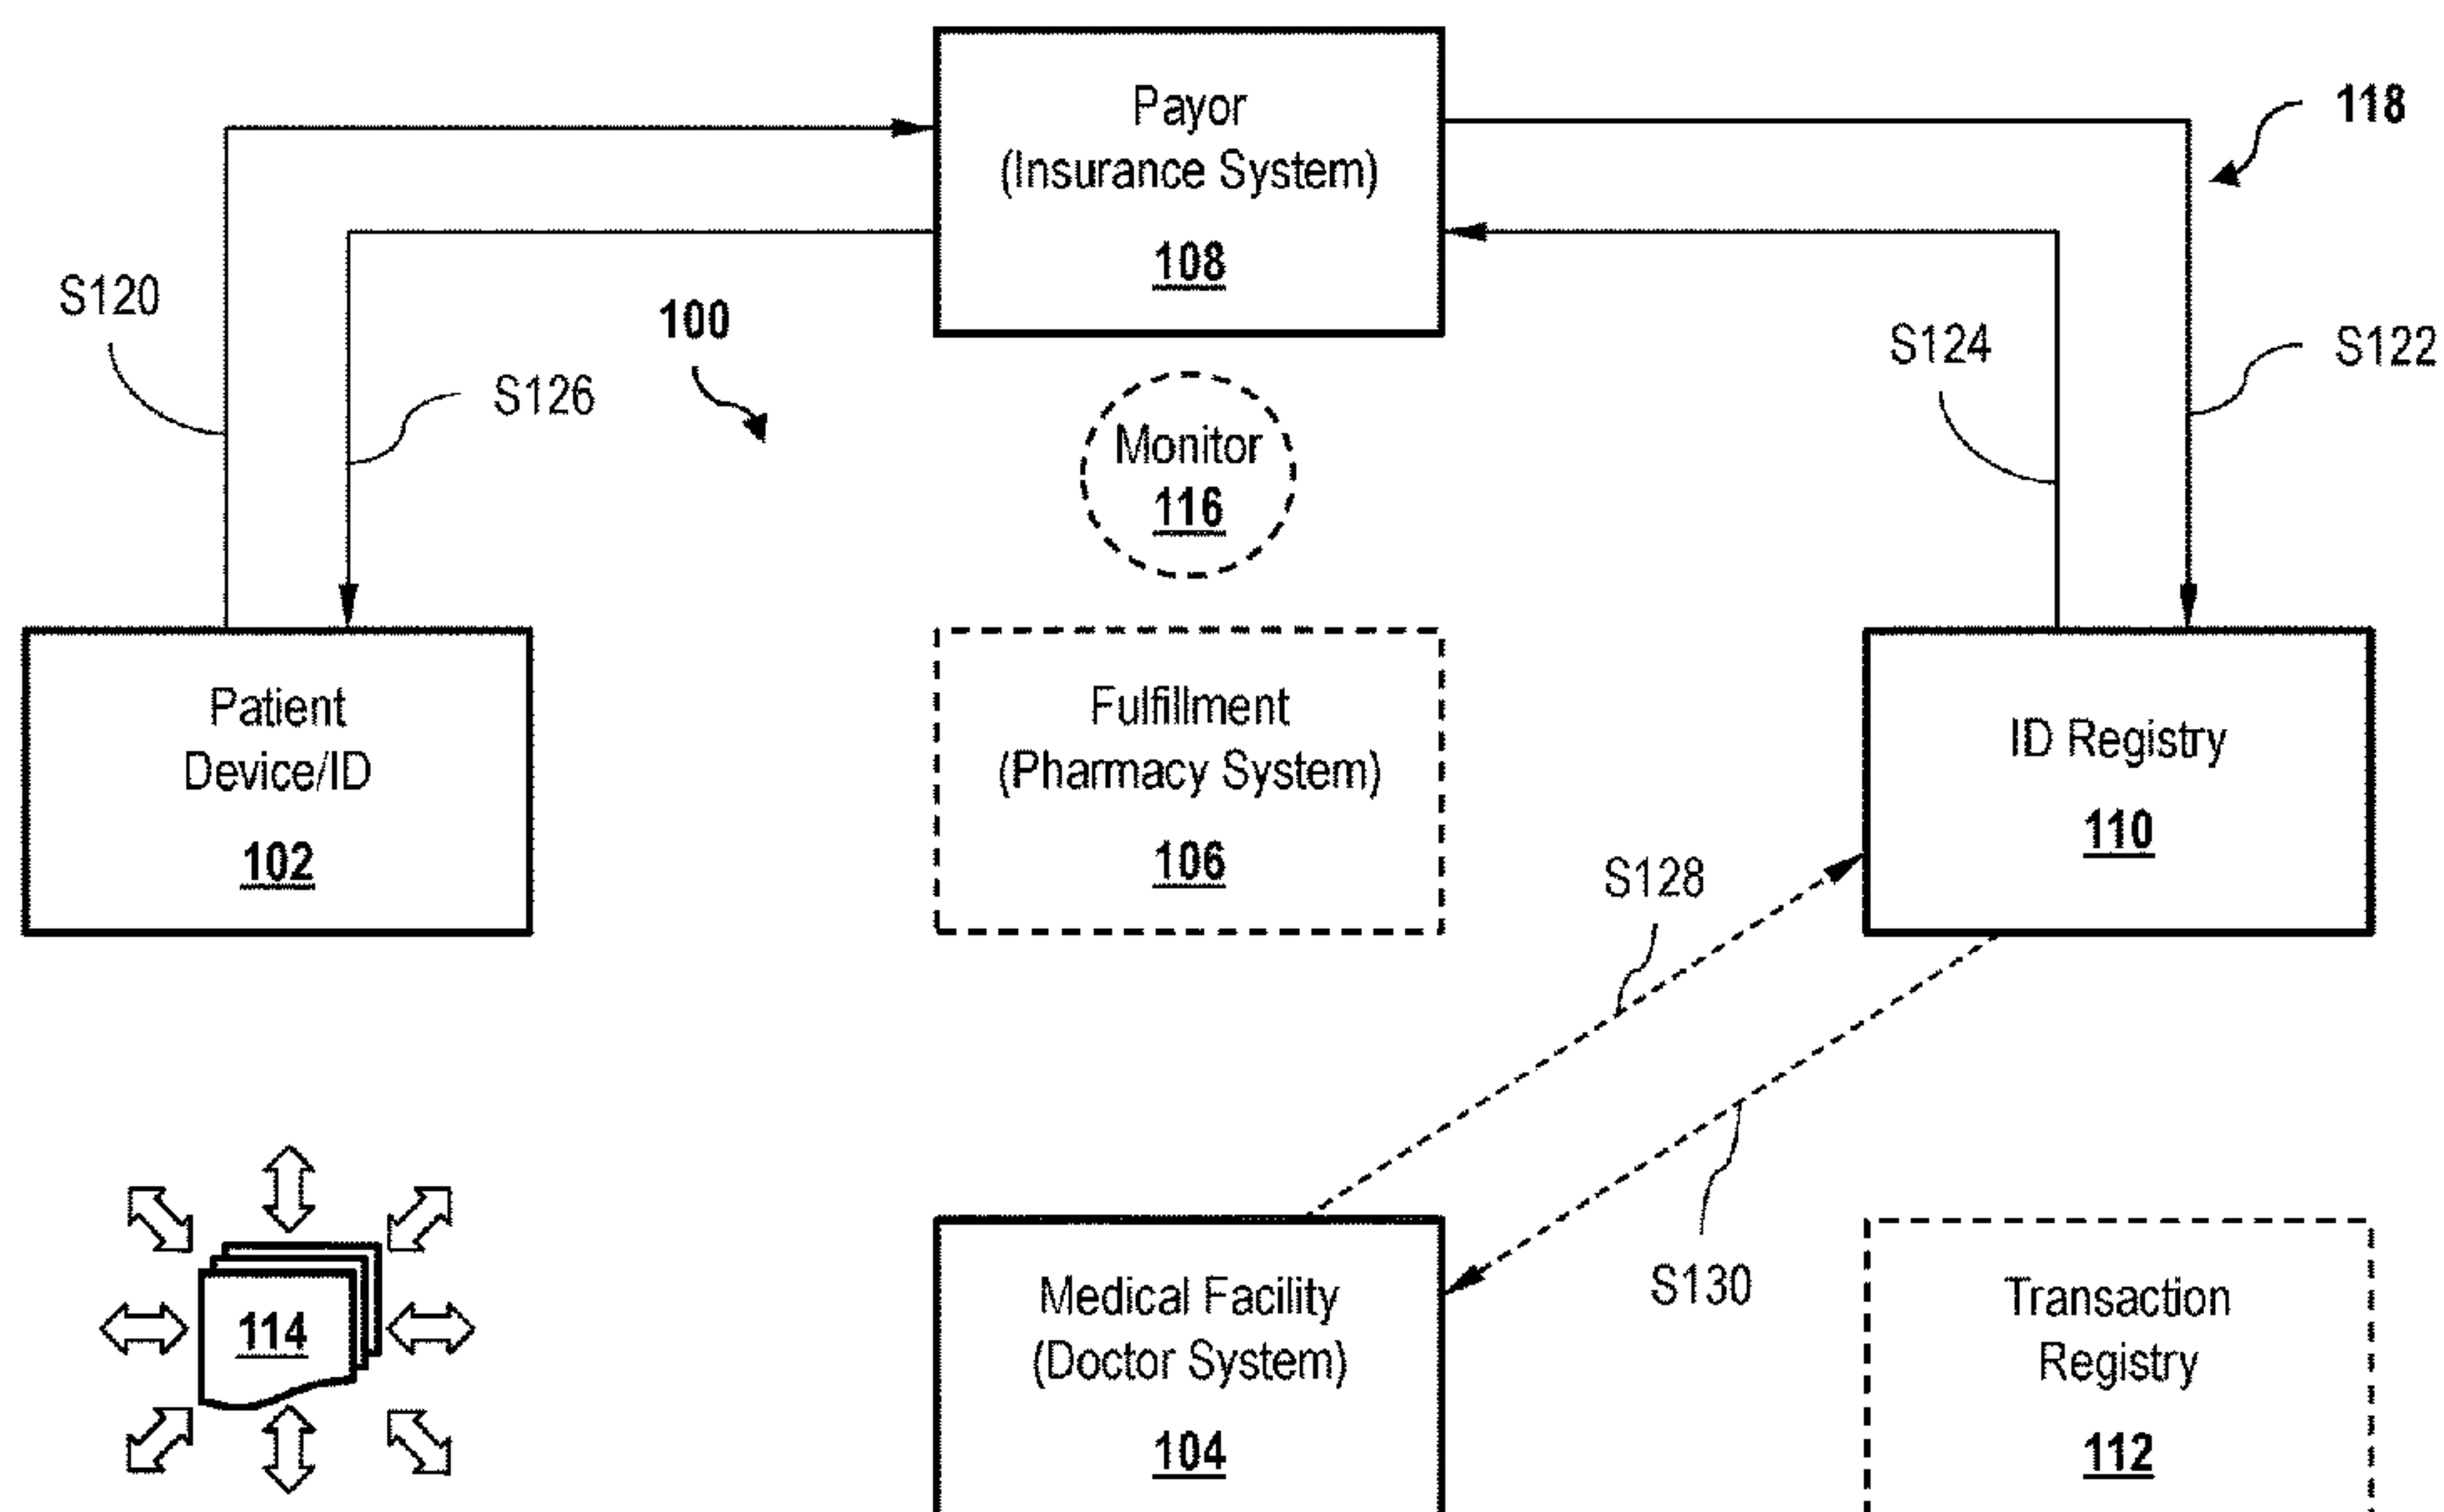 Payor
(Insurance System)
108
118
S120
S126
100
S124
S122
Monitor
116
Patient
Device/ID
102
Fulfillment
(Pharmacy System)
106
ID Registry
110
S128
S130
114
Medical Facility
(Doctor System)
104
Transaction
Registry
112